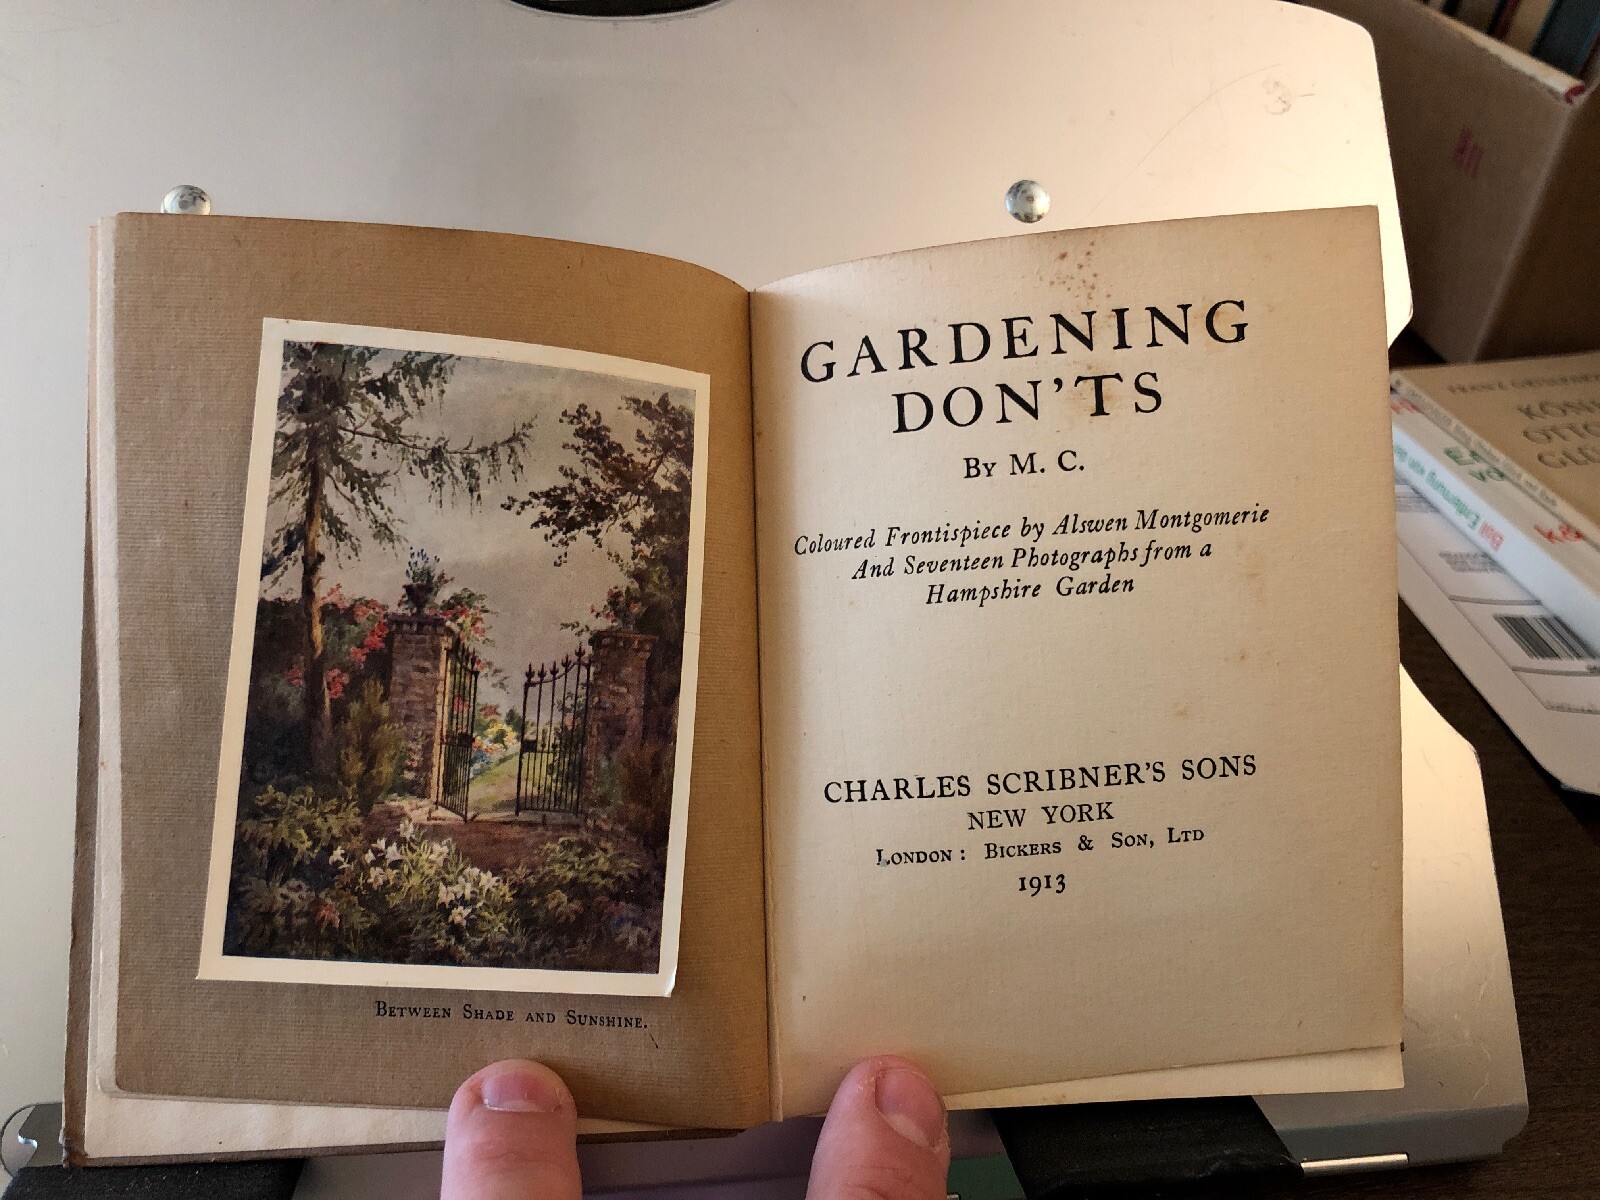 GARDENING
DON'TS
By M. C.
Coloured Frontispiece by Alswen Montgomerie
And Seventeen Photographs from a
Hampshire Garden
CHARLES SCRIBNER'S SONS
NEW YORK
London: Bickers & Son, Ltd
1913
Between Shade and Sunshine.